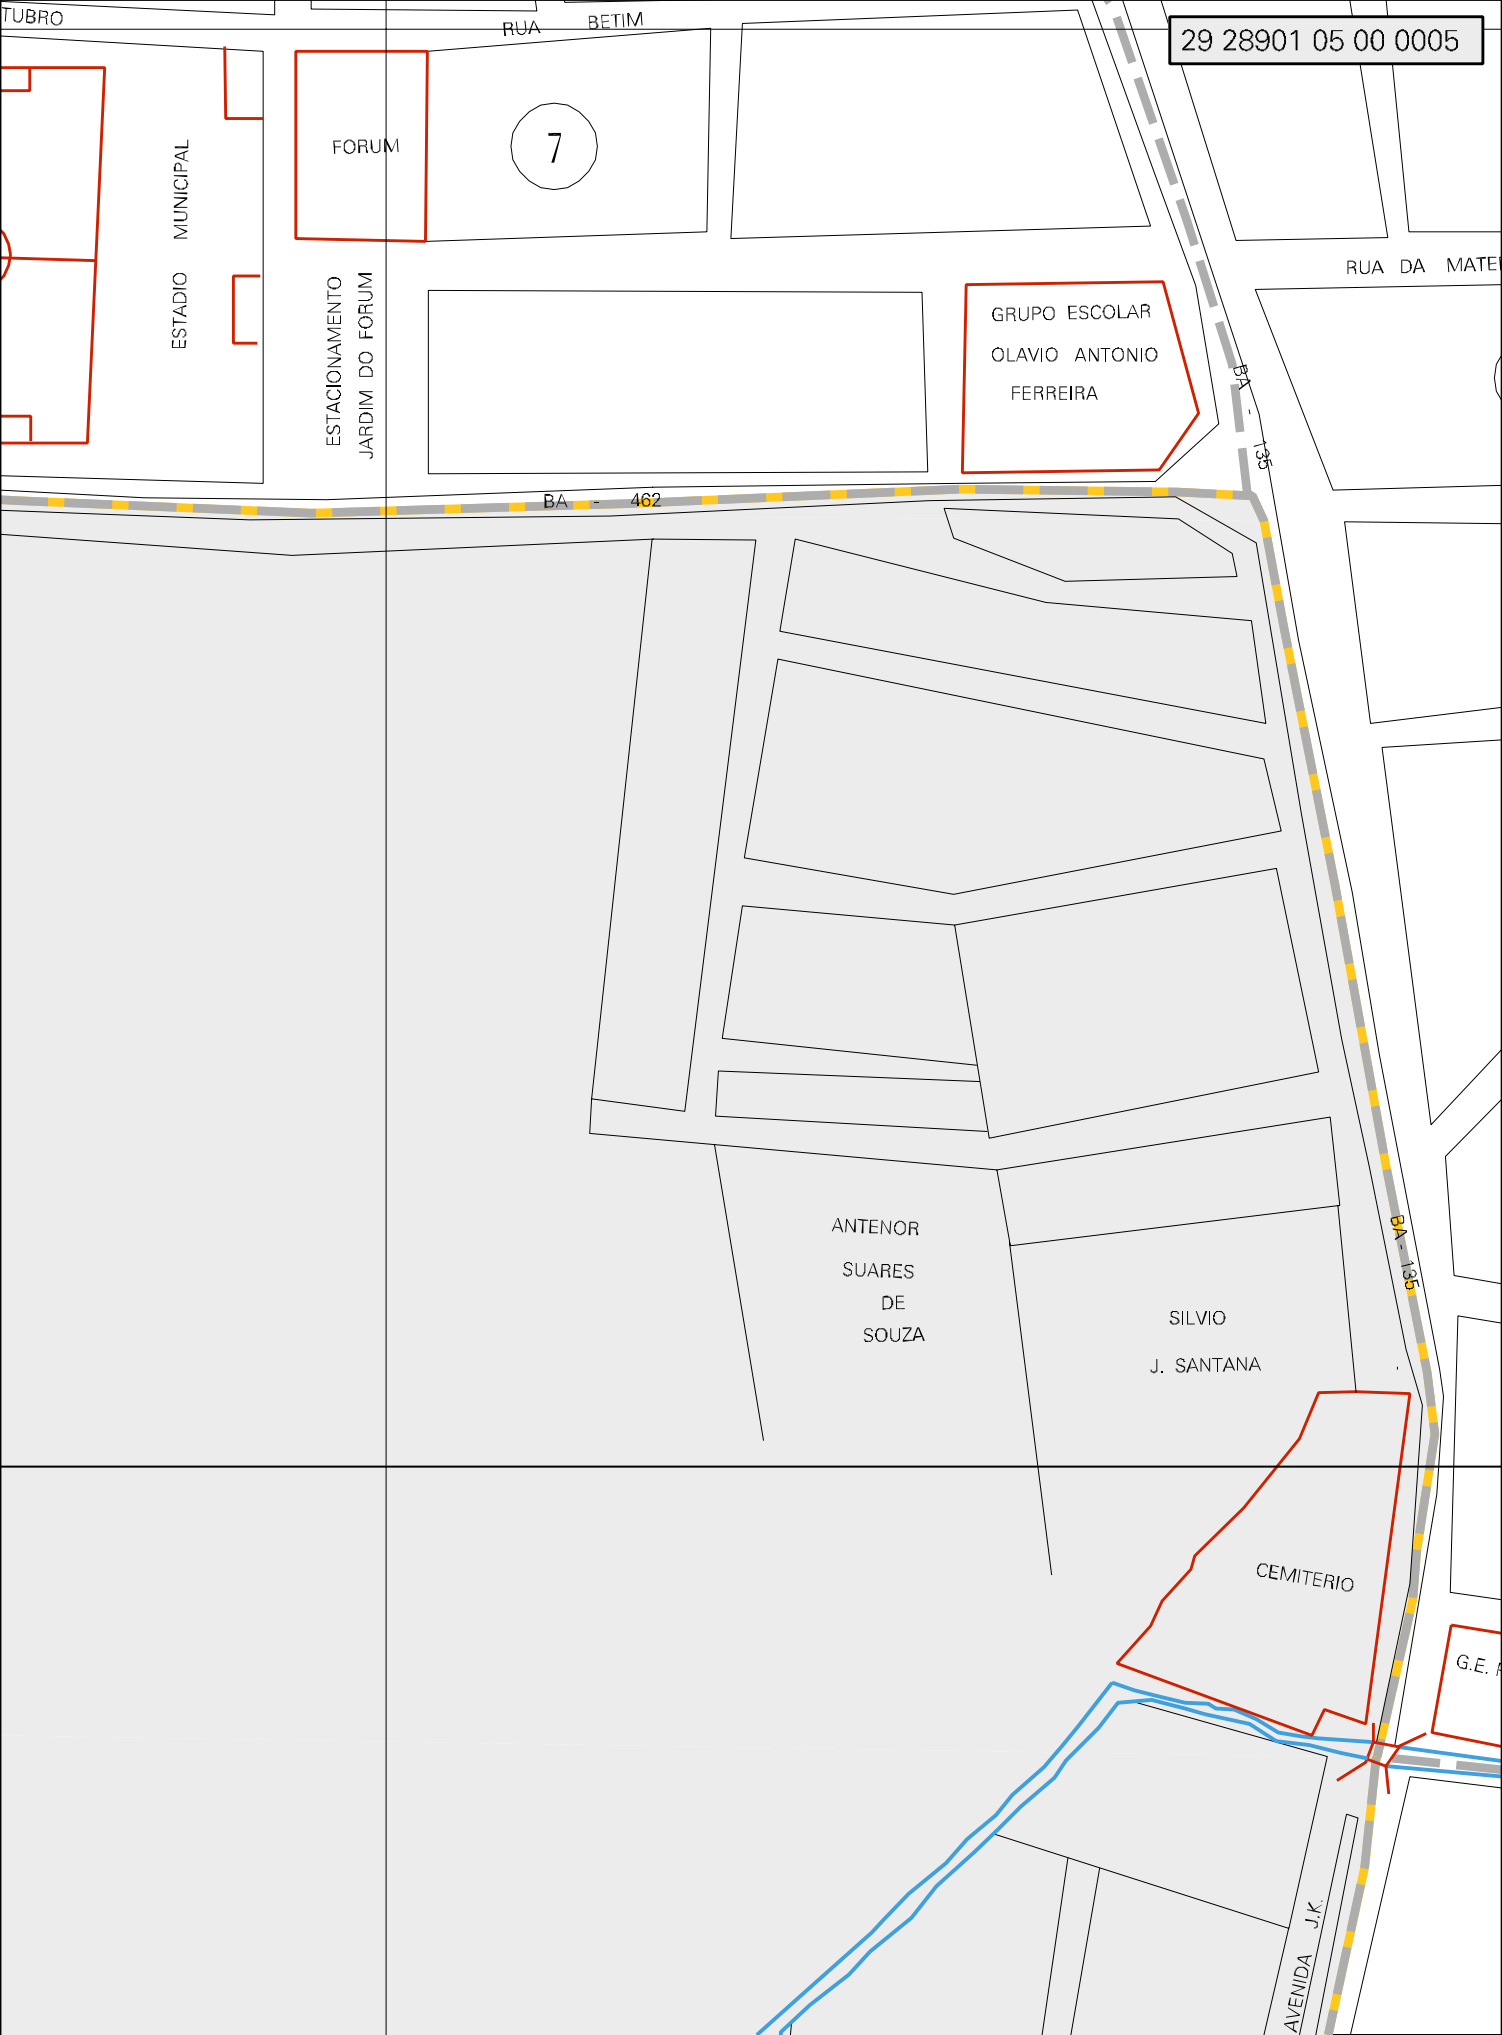 TUBRO
RUA BETIM
29 28901 05 00 0005
FORUM
7
ESTADIO MUNICIPAL
ESTACIONAMENTO
JARDIM DO FORUM
RUA DA MATE
GRUPO ESCOLAR
OLAVIO ANTONIO
FERREIRA
BA - 135
BA - 462
ANTENOR
SUARES
DE
SOUZA
BA - 135
SILVIO
J. SANTANA
CEMITERIO
G.E.
AVENIDA J.K.